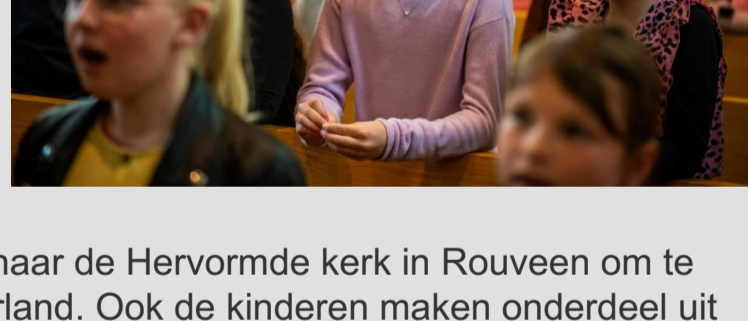 naar de Hervormde kerk in Rouveen om te
rland. Ook de kinderen maken onderdeel uit